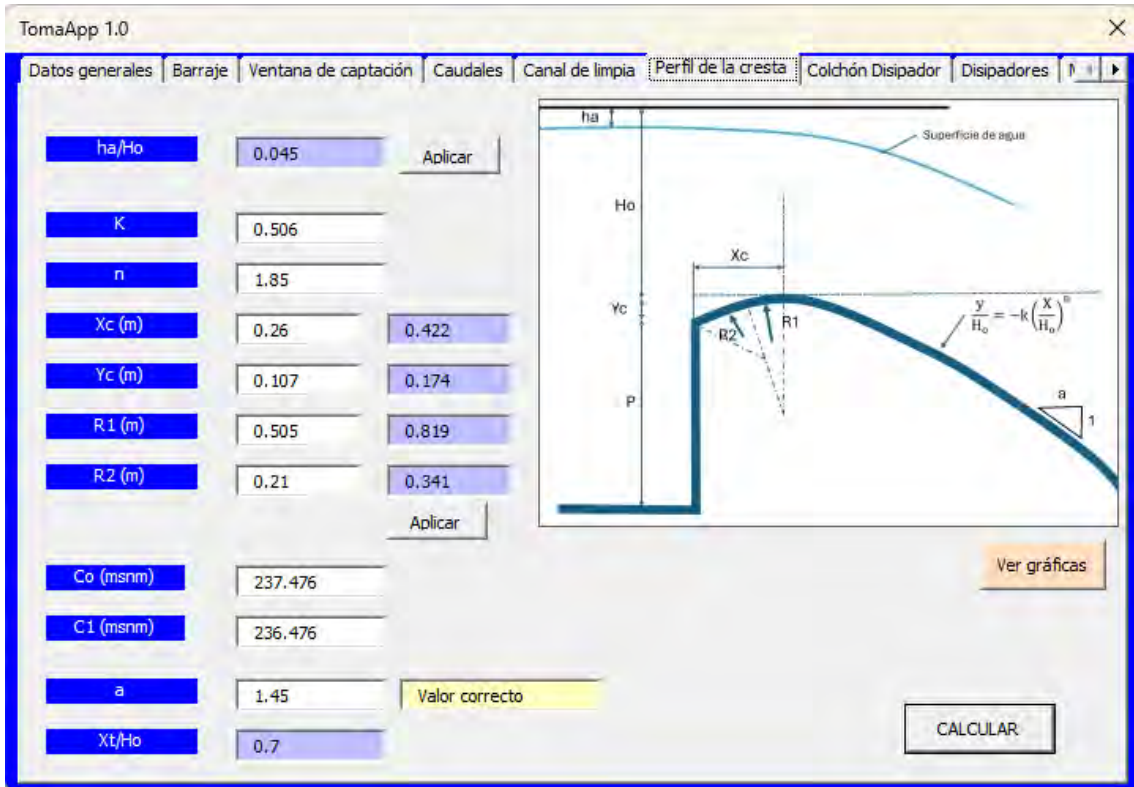 TomaApp 1.0
Datos generales Barraje Ventana de captación Caudales Canal de limpia Perfil de la cresta Colchón Disipador Disipadores
ha/Ho 0.045 Aplicar
K 0.506
n 1.85
Xc (m) 0.26 0.422
Yc (m) 0.107 0.174
R1 (m) 0.505 0.819
R2 (m) 0.21 0.341
Aplicar
Co (msnm) 237.476
C1 (msnm) 236.476
a 1.45 Valor correcto
Xt/Ho 0.7
ha
Superficie de agua
Ho
Xc
Yc
R2 R1
y/H₀ = -k(X/H₀)ⁿ
P
a
1
Ver gráficas
CALCULAR